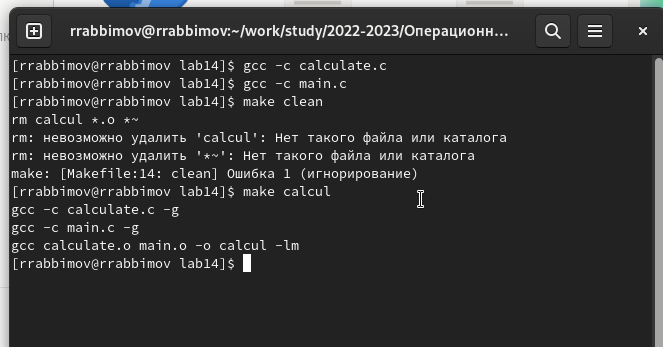 rrabbimov@rrabbimov:~/work/study/2022-2023/Операционн...
[rrabbimov@rrabbimov lab14]$ gcc -c calculate.c
[rrabbimov@rrabbimov lab14]$ gcc -c main.c
[rrabbimov@rrabbimov lab14]$ make clean
rm calcul *.o *~
rm: невозможно удалить 'calcul': Нет такого файла или каталога
rm: невозможно удалить '*~': Нет такого файла или каталога
make: [Makefile:14: clean] Ошибка 1 (игнорирование)
[rrabbimov@rrabbimov lab14]$ make calcul
gcc -c calculate.c -g
gcc -c main.c -g
gcc calculate.o main.o -o calcul -lm
[rrabbimov@rrabbimov lab14]$